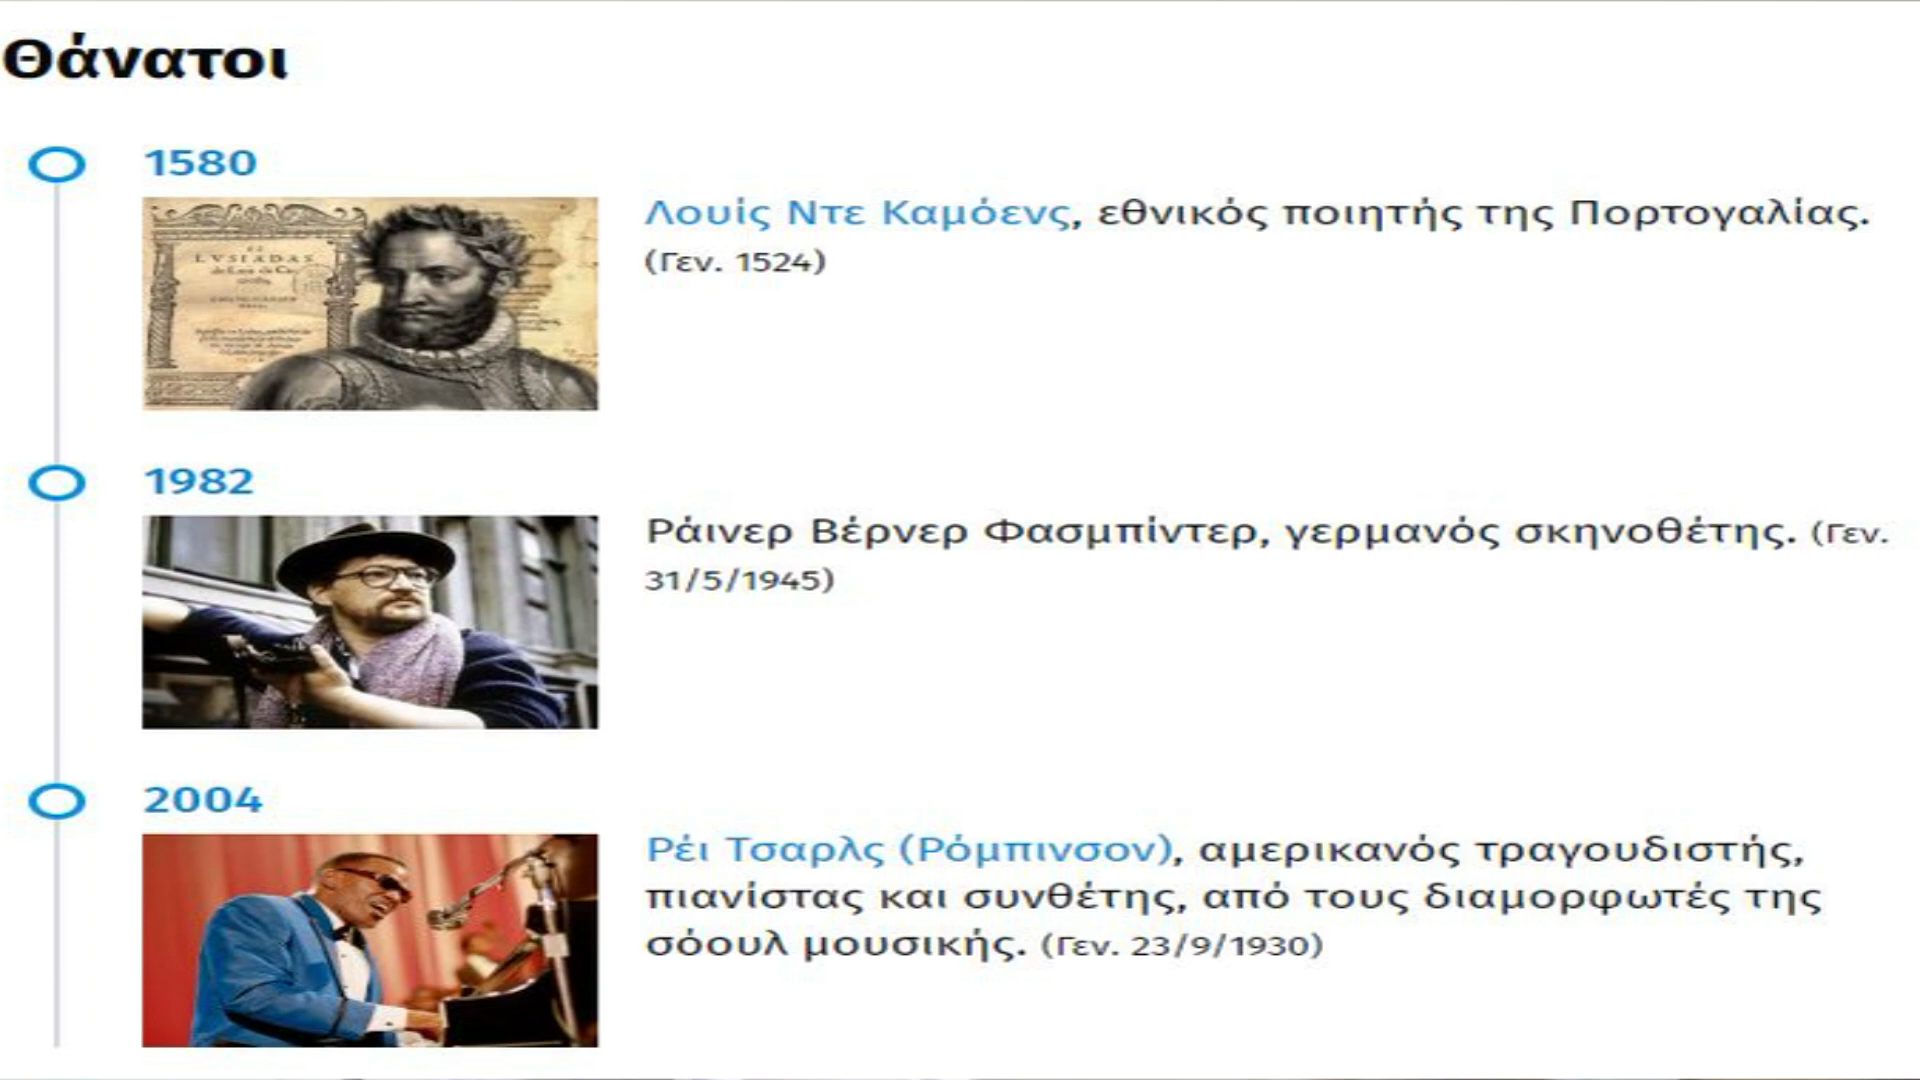 Θάνατοι
1580
LVSIADAS
Λουίς Ντε Καμόενς, εθνικός ποιητής της Πορτογαλίας.
(Γεν. 1524)
1982
Ράινερ Βέρνερ Φασμπίντερ, γερμανός σκηνοθέτης. (Γεν.
31/5/1945)
2004
Ρέι Τσαρλς (Ρόμπινσον), αμερικανός τραγουδιστής,
πιανίστας και συνθέτης, από τους διαμορφωτές της
σόουλ μουσικής. (Γεν. 23/9/1930)